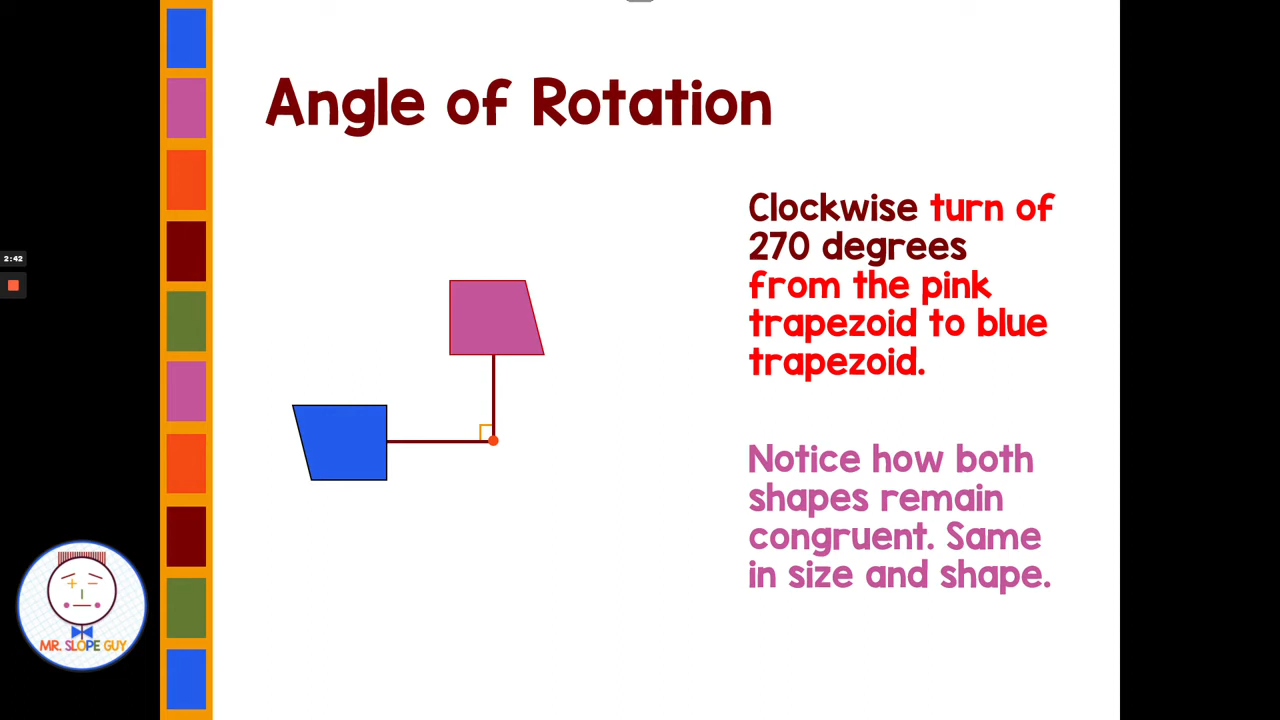 Angle of Rotation
Clockwise turn of
270 degrees
from the pink
trapezoid to blue
trapezoid.
Notice how both
shapes remain
congruent. Same
in size and shape.
2:42
MR. SLOPE GUY